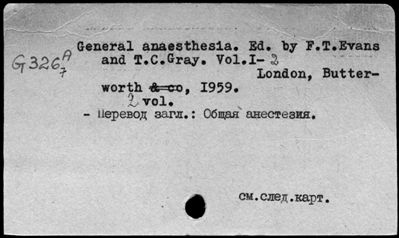 General anaesthesia. Ed. by F.T.Evans
G326 A/7 and T.C.Gray. Vol.I-2
London, Butter-
worth & co, 1959.
2 vol.
- Перевод загл.: Общая анестезия.
см.след.карт.